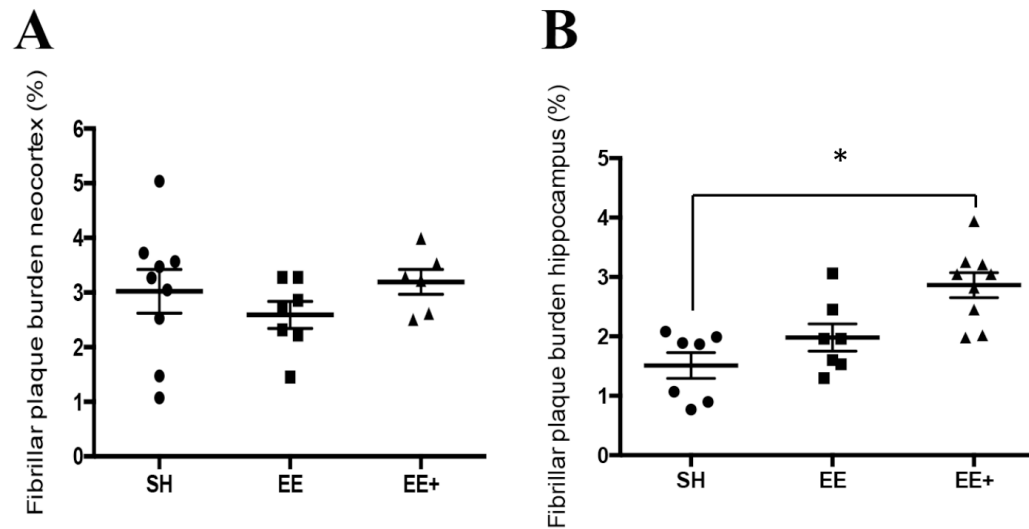 A
B
Fibrillar plaque burden neocortex (%)
6
5
4
3
2
1
0
SH EE EE+
Fibrillar plaque burden hippocampus (%)
5
4
3
2
1
0
*
SH EE EE+